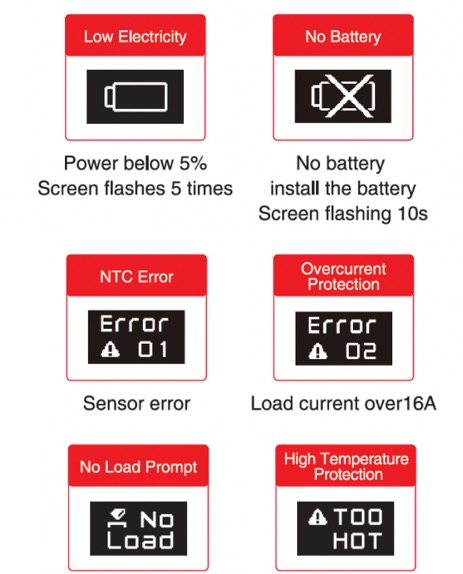 Low Electricity
Power below 5%
Screen flashes 5 times
No Battery
No battery
install the battery
Screen flashing 10s
NTC Error
Error
01
Sensor error
Overcurrent
Protection
Error
02
Load current over16A
No Load Prompt
No
Load
High Temperature
Protection
TOO
HOT